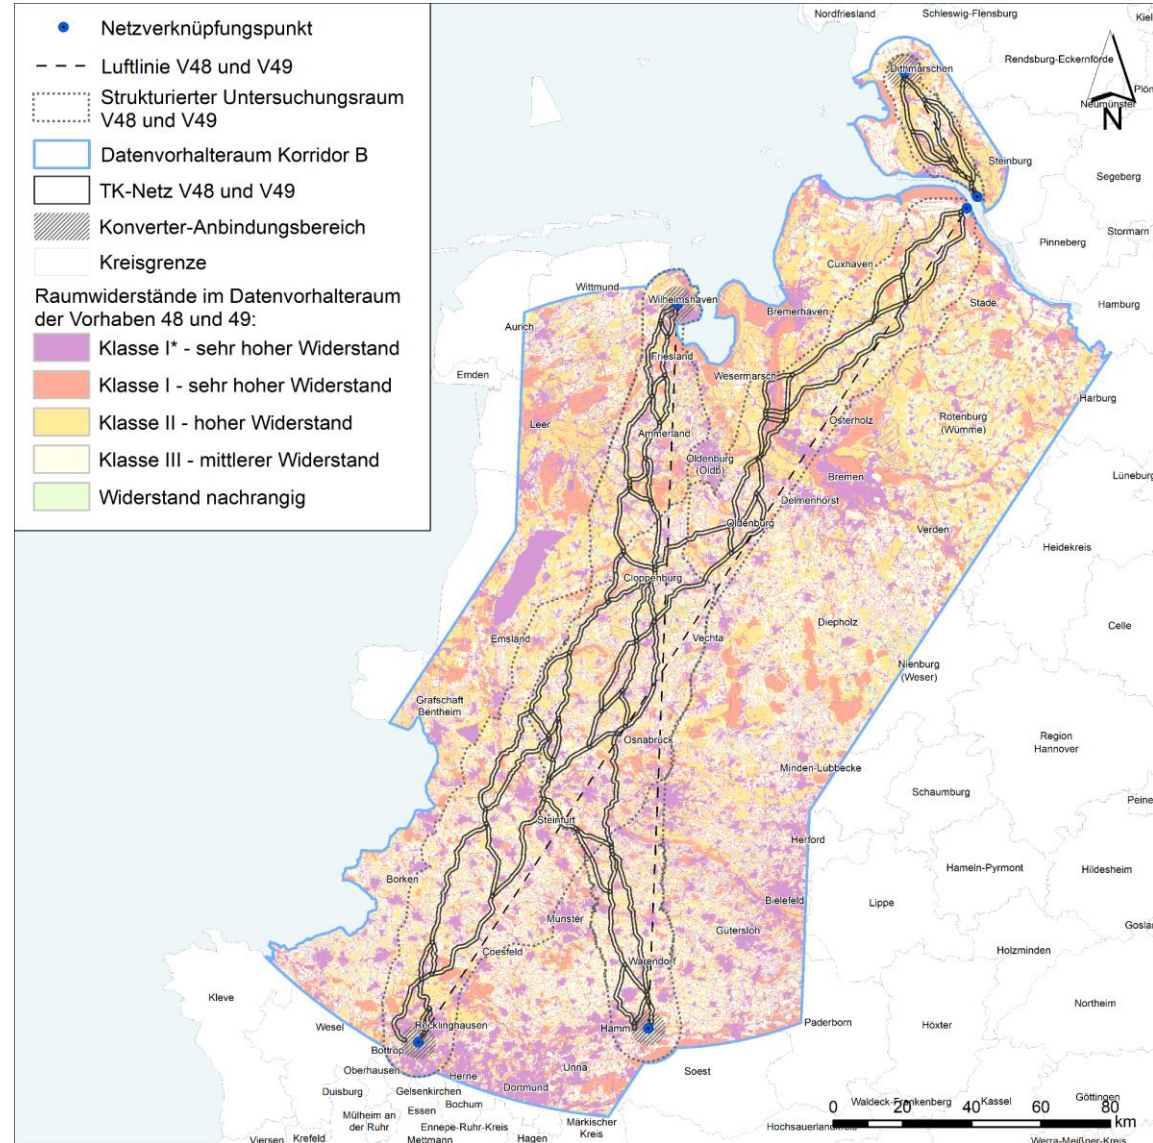 Netzverknüpfungspunkt
Luftlinie V48 und V49
Strukturierter Untersuchungsraum
V48 und V49
Datenvorhalteraum Korridor B
TK-Netz V48 und V49
Konverter-Anbindungsbereich
Kreisgrenze
Raumwiderstände im Datenvorhalteraum
der Vorhaben 48 und 49:
Klasse I* - sehr hoher Widerstand
Klasse I - sehr hoher Widerstand
Klasse II - hoher Widerstand
Klasse III - mittlerer Widerstand
Widerstand nachrangig
Nordfriesland
Schleswig-Flensburg
Kiel
Rendsburg-Eckernförde
Dithmarschen
Plön
Neumünster
N
Steinburg
Segeberg
Pinneberg
Stormarn
Cuxhaven
Wittmund
Wilhelmshaven
Stade
Hamburg
Aurich
Bremerhaven
Friesland
Emden
Wesermarsch
Harburg
Leer
Ammerland
Osterholz
Rotenburg
(Wümme)
Oldenburg
(Oldb)
Bremen
Lüneburg
Delmenhorst
Oldenburg
Verden
Heidekreis
Cloppenburg
Emsland
Vechta
Diepholz
Celle
Nienburg
(Weser)
Grafschaft
Bentheim
Osnabrück
Region
Hannover
Minden-Lübbecke
Schaumburg
Peine
Steinfurt
Herford
Hameln-Pyrmont
Hildesheim
Borken
Bielefeld
Lippe
Münster
Gütersloh
Goslar
Coesfeld
Holzminden
Warendorf
Kleve
Northeim
Wesel
Recklinghausen
Hamm
Paderborn
Höxter
Bottrop
Oberhausen
Herne
Unna
Soest
Duisburg
Gelsenkirchen
Dortmund
Essen
Bochum
Mülheim an
der Ruhr
Ennepe-Ruhr-Kreis
Märkischer
Kreis
Waldeck-Frankenberg
Kassel
Göttingen
0 20 40 60 80
km
Viersen
Krefeld
Mettmann
Hagen
Hochsauerlandkreis
Werra-Meißner-Kreis